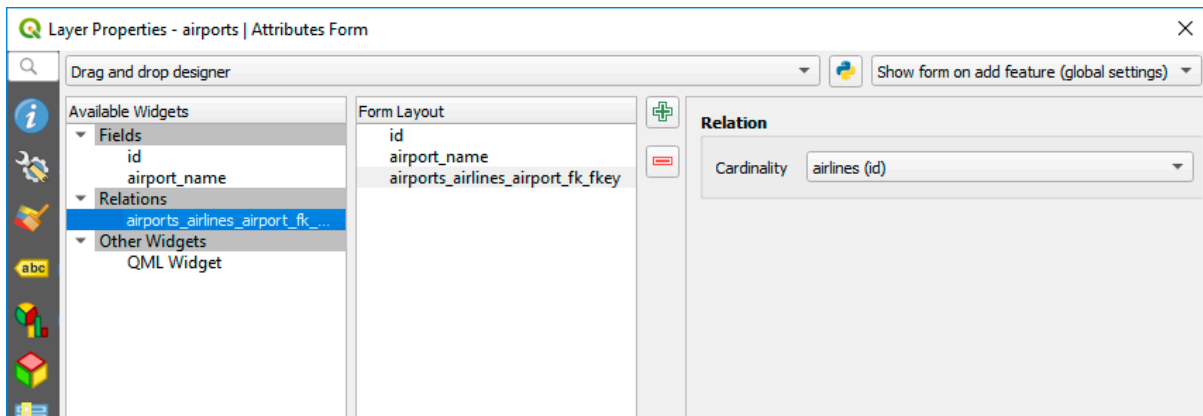 Layer Properties - airports | Attributes Form
Drag and drop designer
Show form on add feature (global settings)
Available Widgets
Fields
id
airport_name
Relations
airports_airlines_airport_fk_...
Other Widgets
QML Widget
Form Layout
id
airport_name
airports_airlines_airport_fk_fkey
Relation
Cardinality airlines (id)
abc